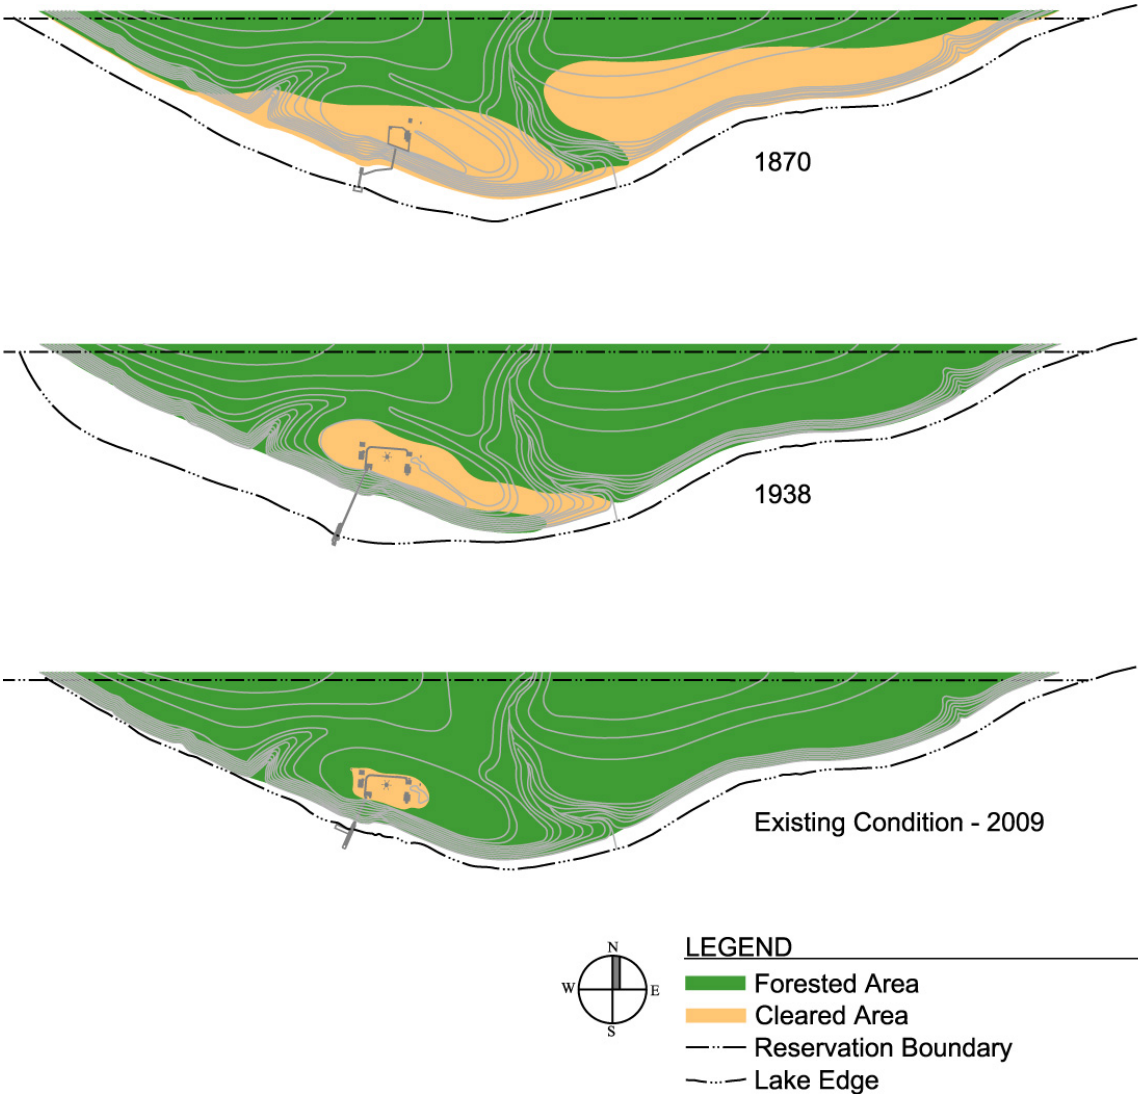 1870
1938
Existing Condition - 2009
N
W E
S
LEGEND
Forested Area
Cleared Area
Reservation Boundary
Lake Edge